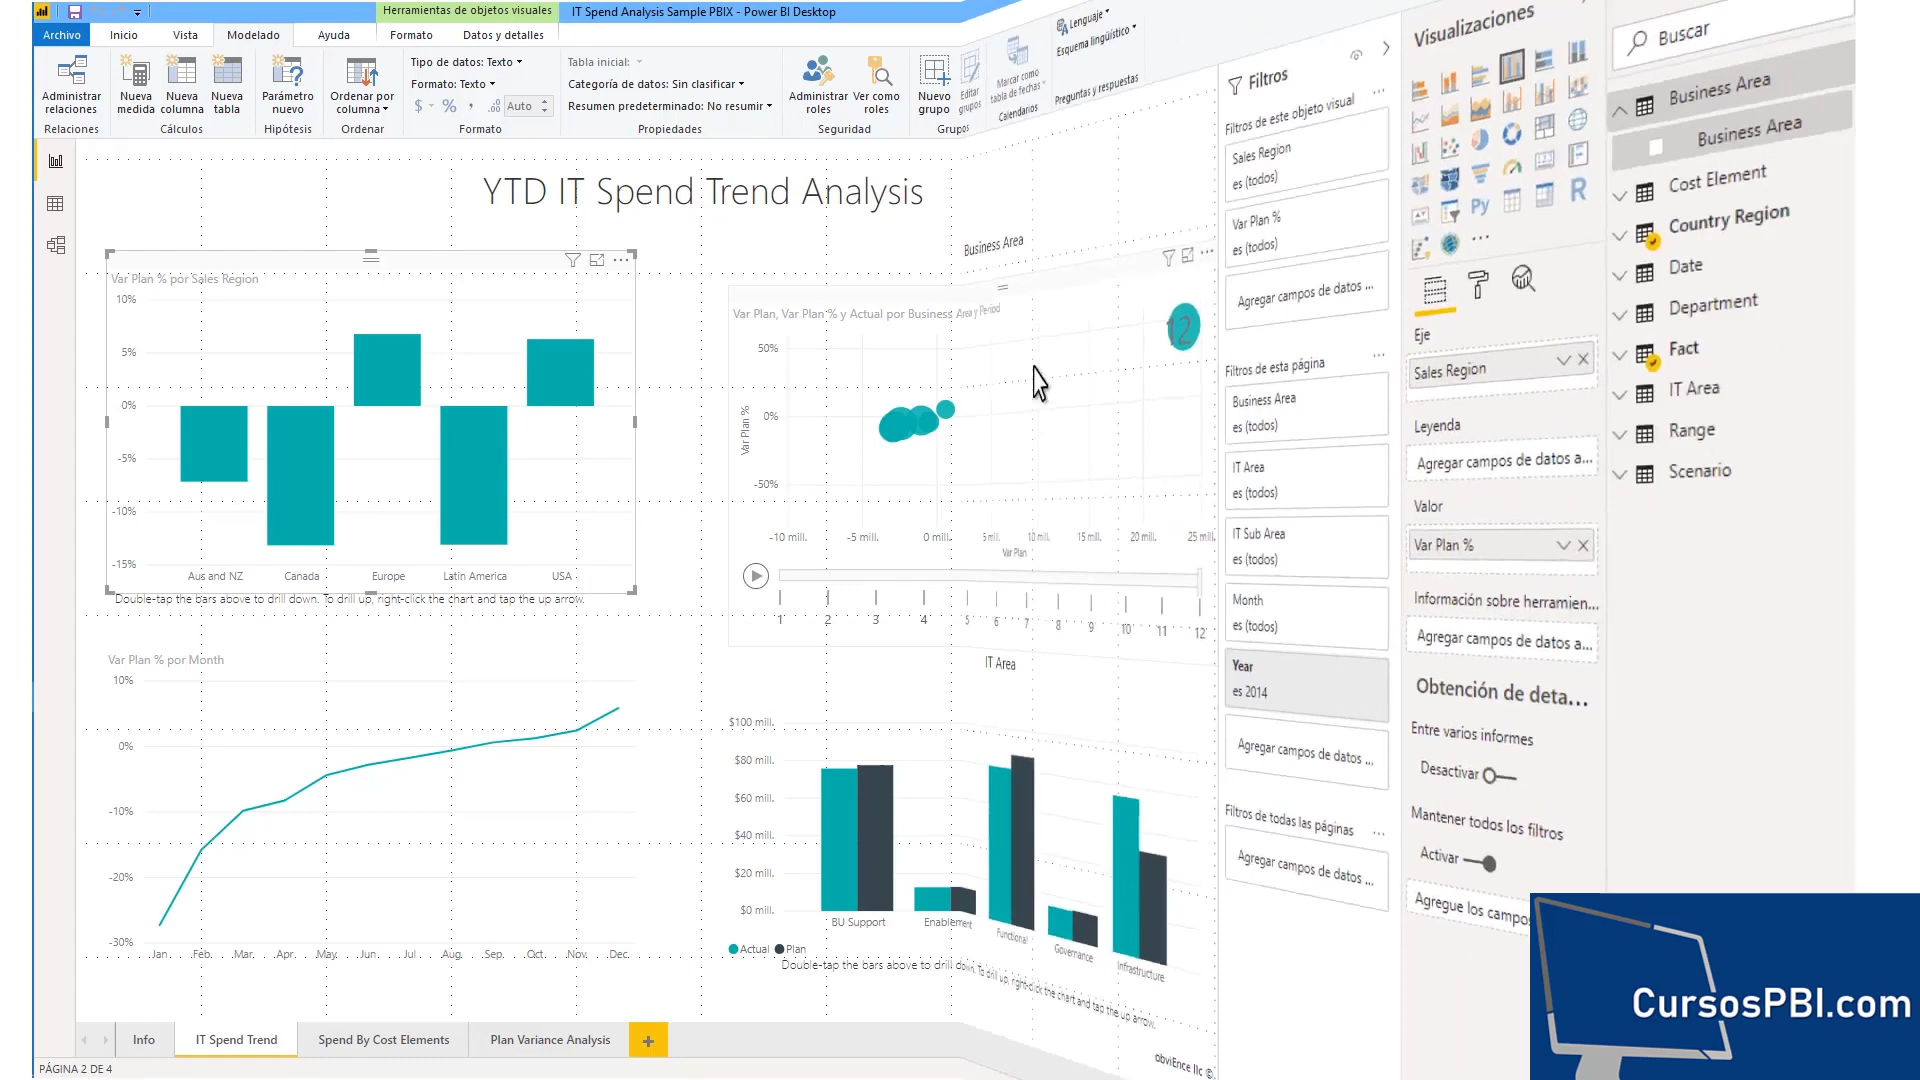 Herramientas de objetos visuales
IT Spend Analysis Sample PBIX - Power BI Desktop
Archivo
Inicio
Vista
Modelado
Ayuda
Formato
Datos y detalles
Administrar relaciones
Relaciones
Nueva medida
Nueva columna
Nueva tabla
Cálculos
Parámetro nuevo
Hipótesis
Ordenar por columna
Ordenar
Tipo de datos: Texto
Formato: Texto
$ % , .00 Auto
Formato
Tabla inicial:
Categoría de datos: Sin clasificar
Resumen predeterminado: No resumir
Propiedades
Administrar roles
Ver como roles
Seguridad
Nuevo grupo
Editar grupos
Grupos
Marcar como tabla de fechas
Calendarios
Lenguaje
Esquema lingüístico
Preguntas y respuestas
YTD IT Spend Trend Analysis
Var Plan % por Sales Region
10%
5%
0%
-5%
-10%
-15%
Aus and NZ
Canada
Europe
Latin America
USA
Double-tap the bars above to drill down. To drill up, right-click the chart and tap the up arrow.
Var Plan % por Month
10%
0%
-10%
-20%
-30%
Jan. Feb. Mar. Apr. May. Jun. Jul Aug. Sep. Oct. Nov. Dec.
Business Area
Var Plan, Var Plan % y Actual por Business Area y Period
12
50%
0%
-50%
Var Plan %
-10 mill. -5 mill. 0 mill. 5 mill. 10 mill. 15 mill. 20 mill. 25 mill.
Var Plan
1 2 3 4 5 6 7 8 9 10 11 12
IT Area
$100 mill.
$80 mill.
$60 mill.
$40 mill.
$20 mill.
$0 mill.
BU Support
Enablement
Functional
Governance
Infrastructure
Actual Plan
Double-tap the bars above to drill down. To drill up, right-click the chart and tap the up arrow.
obviEnce llc ©
Info
IT Spend Trend
Spend By Cost Elements
Plan Variance Analysis
+
PÁGINA 2 DE 4
Filtros
Filtros de este objeto visual
Sales Region
es (todos)
Var Plan %
es (todos)
Agregar campos de datos ...
Filtros de esta página
Business Area
es (todos)
IT Area
es (todos)
IT Sub Area
es (todos)
Month
es (todos)
Year
es 2014
Agregar campos de datos ...
Filtros de todas las páginas
Agregar campos de datos ...
Visualizaciones
Py
R
Eje
Sales Region
Leyenda
Agregar campos de datos a...
Valor
Var Plan %
Información sobre herramien...
Agregar campos de datos a...
Obtención de deta...
Entre varios informes
Desactivar
Mantener todos los filtros
Activar
Agregue los campos
Buscar
Business Area
Business Area
Cost Element
Country Region
Date
Department
Fact
IT Area
Range
Scenario
CursosPBI.com